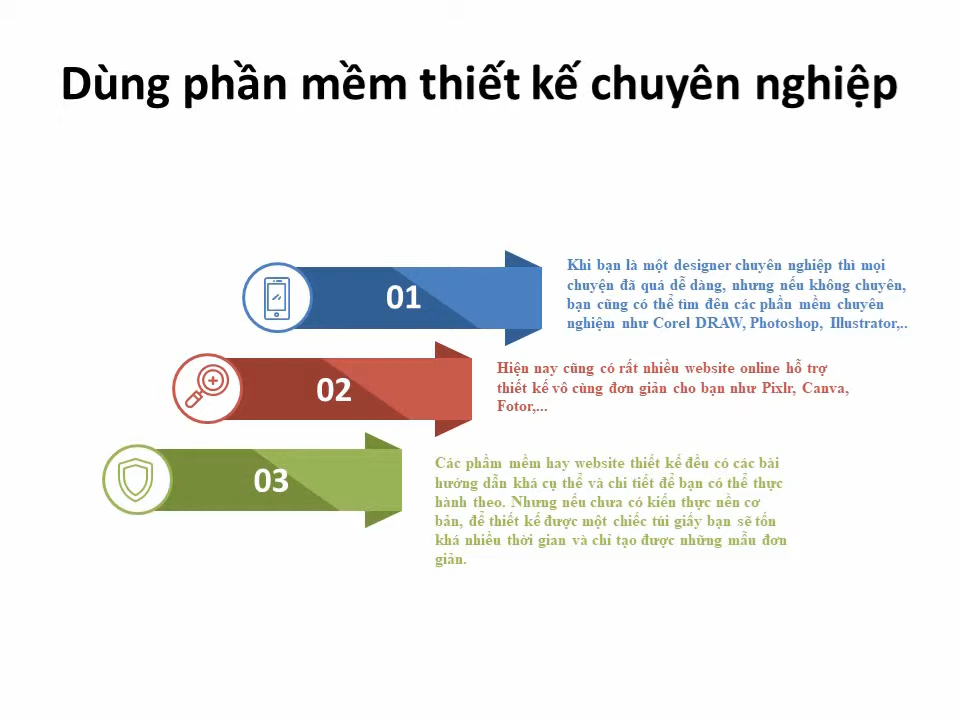 Dùng phần mềm thiết kế chuyên nghiệp
01
Khi bạn là một designer chuyên nghiệp thì mọi
chuyện đã quá dễ dàng, nhưng nếu không chuyên,
bạn cũng có thể tìm đên các phần mềm chuyên
nghiệm như Corel DRAW, Photoshop, Illustrator,..
02
Hiện nay cũng có rất nhiều website online hỗ trợ
thiết kế vô cùng đơn giản cho bạn như Pixlr, Canva,
Fotor,...
03
Các phầm mềm hay website thiết kế đều có các bài
hướng dẫn khá cụ thể và chi tiết để bạn có thể thực
hành theo. Nhưng nếu chưa có kiến thực nền cơ
bản, để thiết kế được một chiếc túi giấy bạn sẽ tốn
khá nhiều thời gian và chỉ tạo được những mẫu đơn
giản.